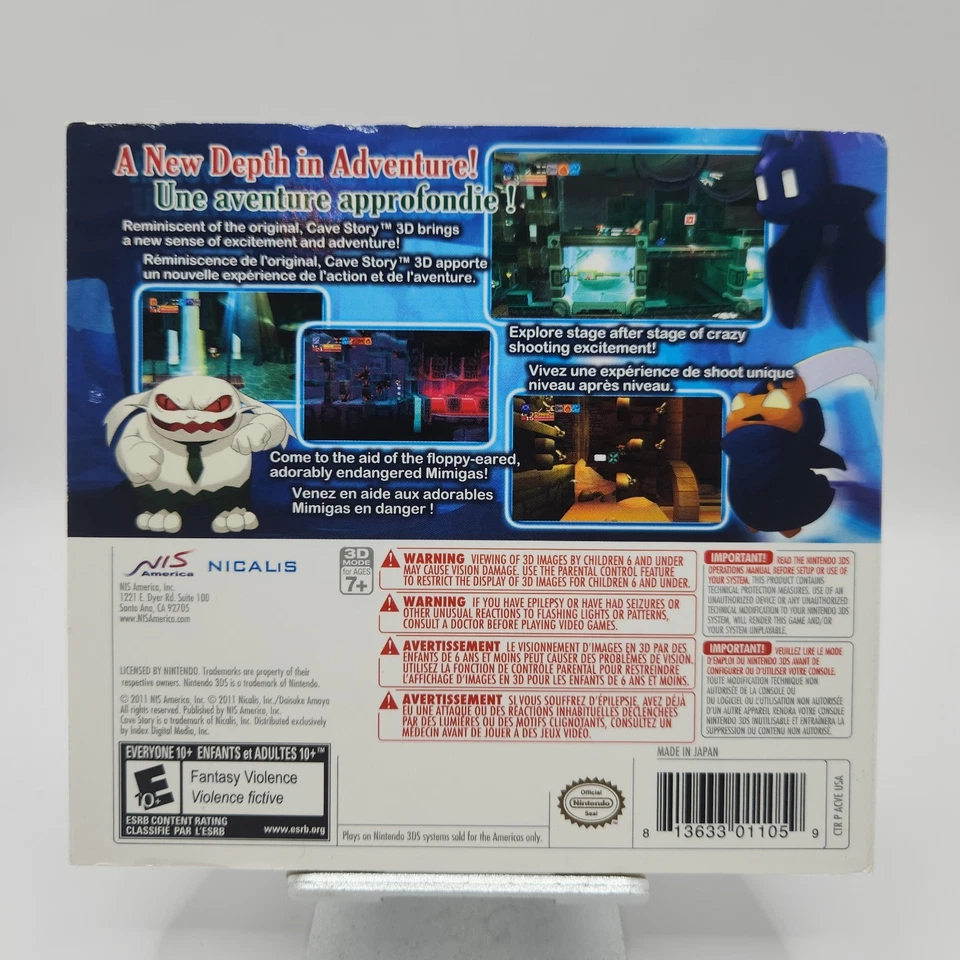 A New Depth in Adventure!
Une aventure approfondie !
Reminiscent of the original, Cave Story™ 3D brings
a new sense of excitement and adventure!
Réminiscence de l'original, Cave Story™ 3D apporte
un nouvelle expérience de l'action et de l'aventure.
Explore stage after stage of crazy
shooting excitement!
Vivez une expérience de shoot unique
niveau après niveau.
Come to the aid of the floppy-eared,
adorably endangered Mimigas!
Venez en aide aux adorables
Mimigas en danger !
NIS
America
NICALIS
3D
MODE
for AGES
7+
NIS America, Inc.
1221 E. Dyer Rd. Suite 100
Santa Ana, CA 92705
www.NISAmerica.com
LICENSED BY NINTENDO. Trademarks are property of their
respective owners. Nintendo 3DS is a trademark of Nintendo.
© 2011 NIS America, Inc. © 2011 Nicalis, Inc./Daisuke Amaya
All rights reserved. Published by NIS America, Inc.
Cave Story is a trademark of Nicalis, Inc. Distributed exclusively
by Index Digital Media, Inc.
WARNING VIEWING OF 3D IMAGES BY CHILDREN 6 AND UNDER
MAY CAUSE VISION DAMAGE. USE THE PARENTAL CONTROL FEATURE
TO RESTRICT THE DISPLAY OF 3D IMAGES FOR CHILDREN 6 AND UNDER.
WARNING IF YOU HAVE EPILEPSY OR HAVE HAD SEIZURES OR
OTHER UNUSUAL REACTIONS TO FLASHING LIGHTS OR PATTERNS,
CONSULT A DOCTOR BEFORE PLAYING VIDEO GAMES.
AVERTISSEMENT LE VISIONNEMENT D'IMAGES EN 3D PAR DES
ENFANTS DE 6 ANS ET MOINS PEUT CAUSER DES PROBLÈMES DE VISION.
UTILISEZ LA FONCTION DE CONTRÔLE PARENTAL POUR RESTREINDRE
L'AFFICHAGE D'IMAGES EN 3D POUR LES ENFANTS DE 6 ANS ET MOINS.
AVERTISSEMENT SI VOUS SOUFFREZ D'ÉPILEPSIE, AVEZ DÉJÀ
EU UNE ATTAQUE OU DES RÉACTIONS INHABITUELLES DÉCLENCHÉES
PAR DES LUMIÈRES OU DES MOTIFS CLIGNOTANTS, CONSULTEZ UN
MÉDECIN AVANT DE JOUER À DES JEUX VIDÉO.
IMPORTANT! READ THE NINTENDO 3DS
OPERATIONS MANUAL BEFORE SETUP OR USE OF
YOUR SYSTEM. THIS PRODUCT CONTAINS
TECHNICAL PROTECTION MEASURES. USE OF AN
UNAUTHORIZED DEVICE OR ANY UNAUTHORIZED
TECHNICAL MODIFICATION TO YOUR NINTENDO 3DS
SYSTEM, WILL RENDER THIS GAME AND/OR
YOUR SYSTEM UNPLAYABLE.
IMPORTANT! VEUILLEZ LIRE LE MODE
D'EMPLOI DU NINTENDO 3DS AVANT DE
CONFIGURER OU D'UTILISER VOTRE SYSTÈME.
TOUTE MODIFICATION TECHNIQUE NON
AUTORISÉE DE LA CONSOLE OU
DU LOGICIEL OU L'UTILISATION NON AUTORISÉE
D'UN AUTRE APPAREIL RENDRA VOTRE CONSOLE
NINTENDO 3DS INUTILISABLE ET ENTRAÎNERA LA
SUPPRESSION DU CONTENU NON AUTORISÉ.
MADE IN JAPAN
EVERYONE 10+ ENFANTS et ADULTES 10+™
E
10+
Fantasy Violence
Violence fictive
ESRB CONTENT RATING
CLASSIFIÉ PAR L'ESRB
www.esrb.org
Plays on Nintendo 3DS systems sold for the Americas only.
Official
Nintendo
Seal
8 13633 01105 9
CTR P ACVE USA